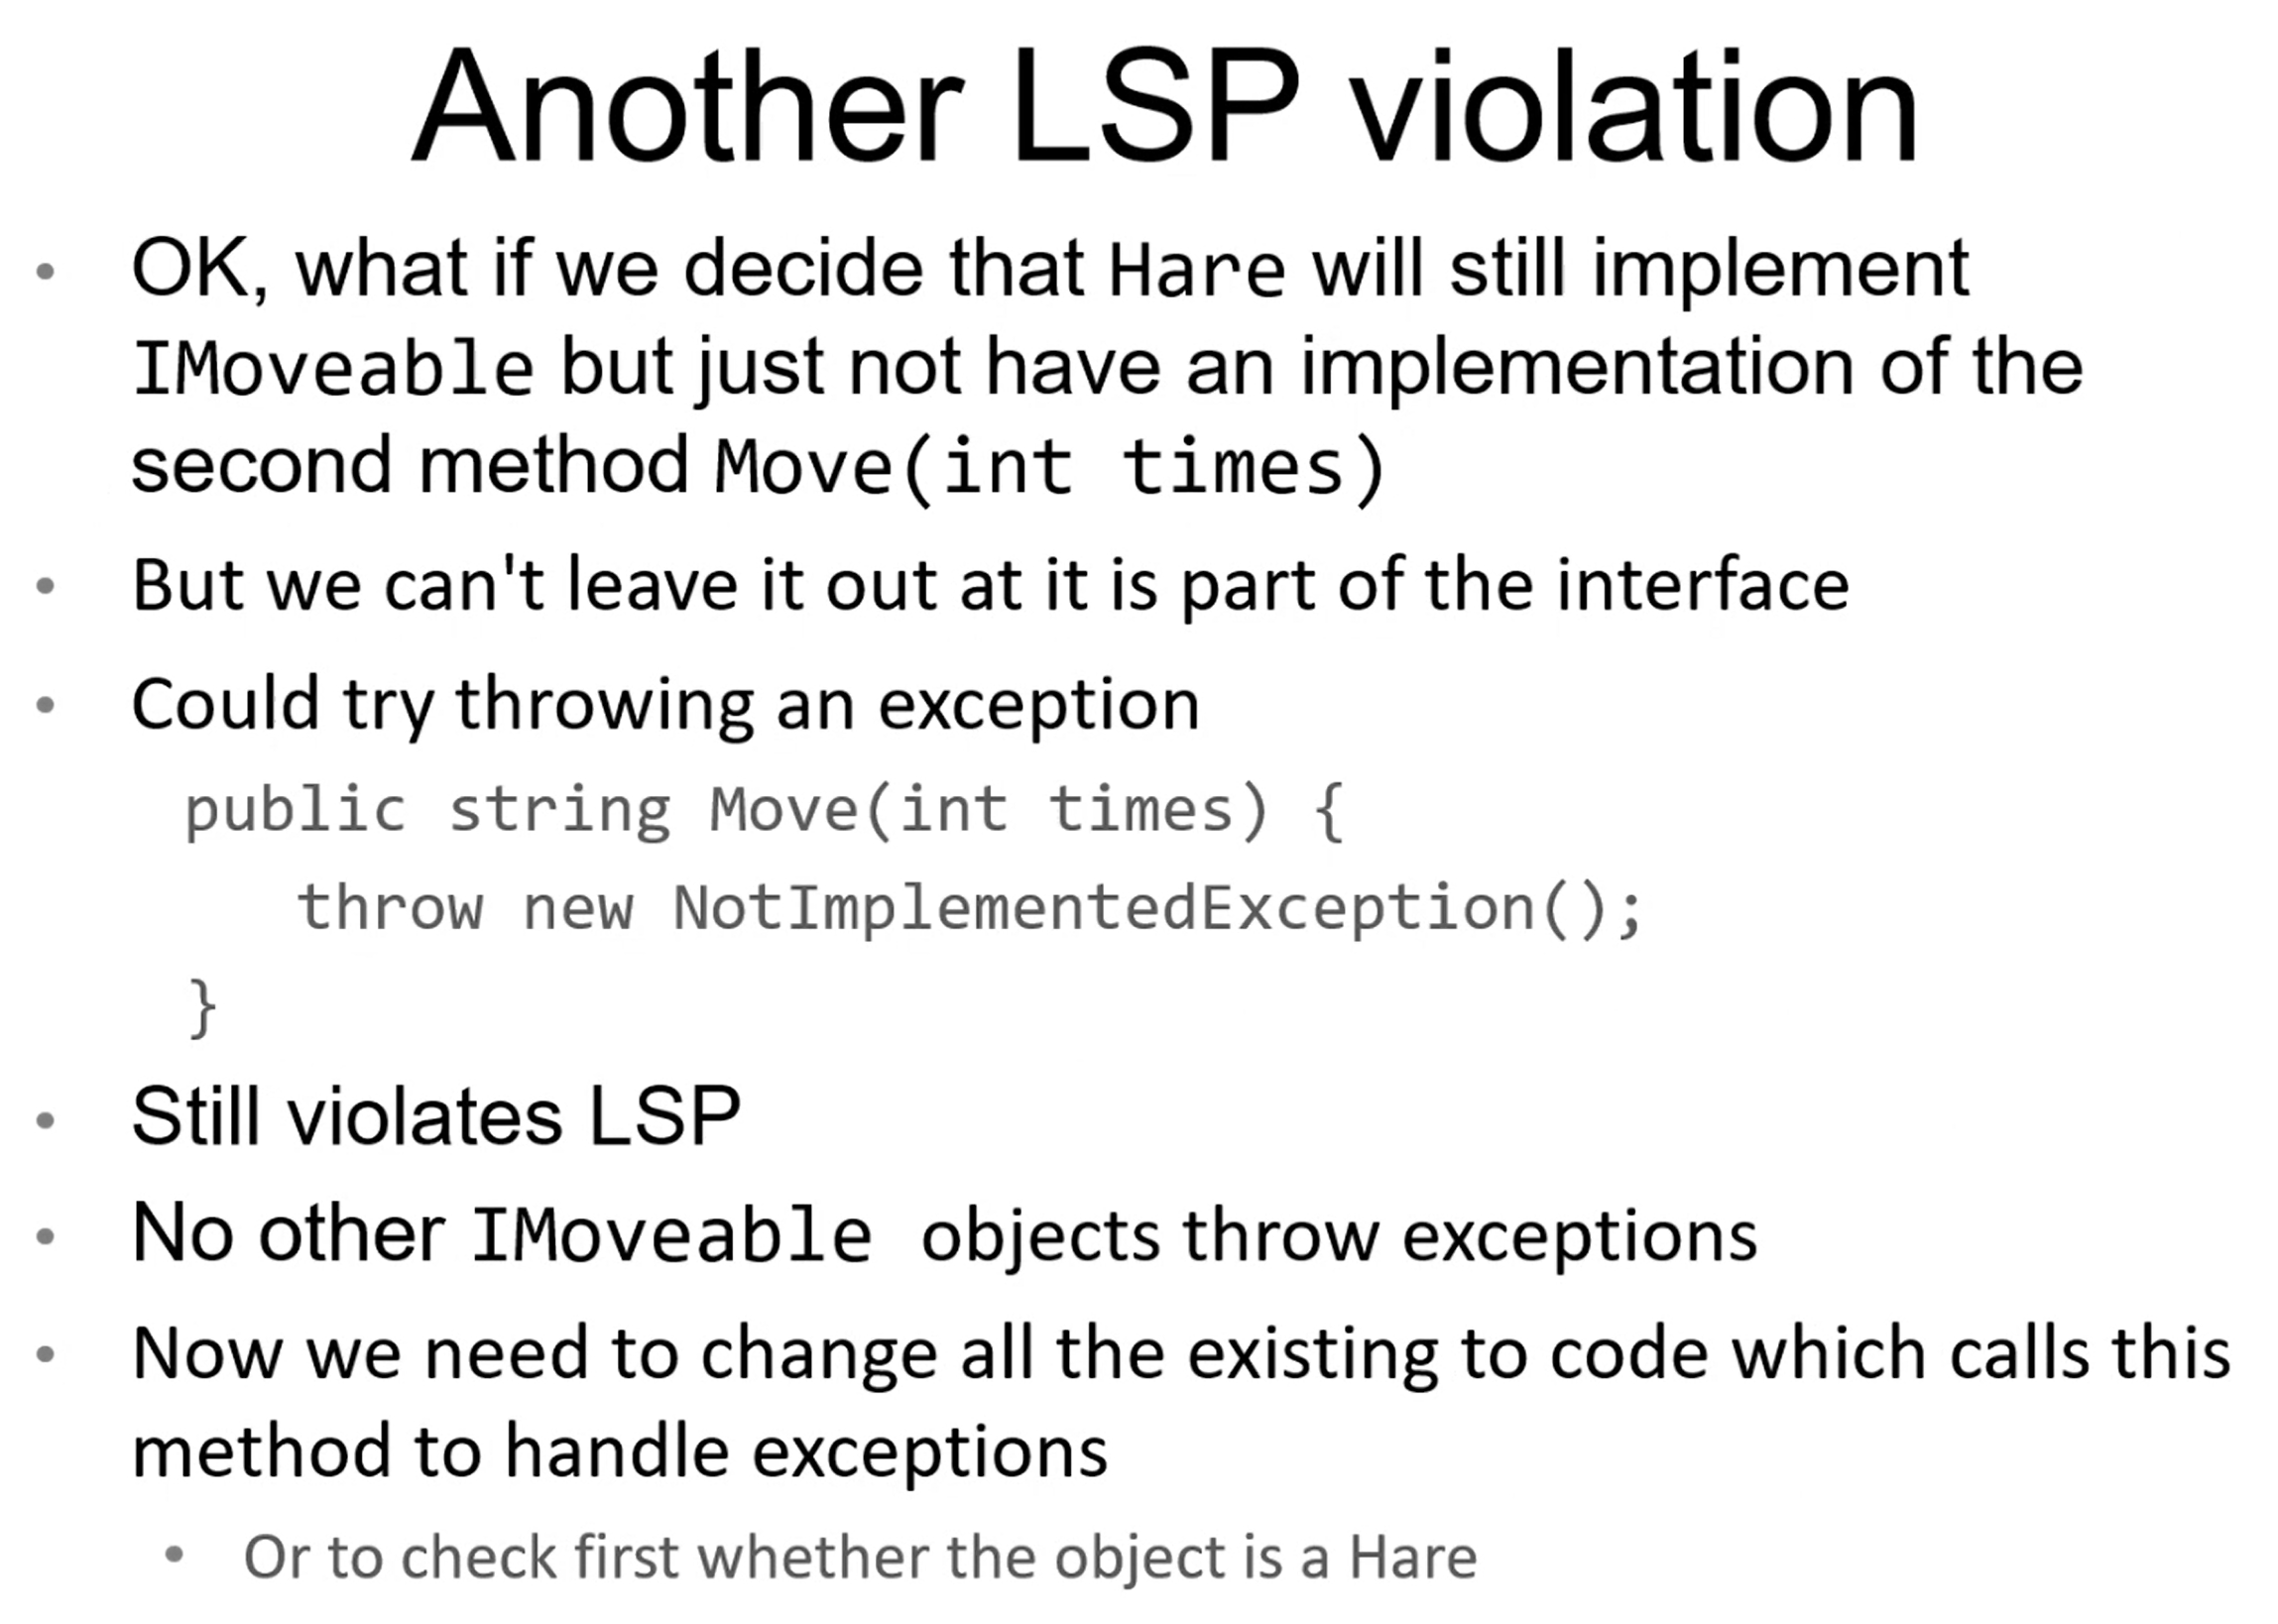 Another LSP violation
• OK, what if we decide that Hare will still implement
IMoveable but just not have an implementation of the
second method Move(int times)
• But we can't leave it out at it is part of the interface
• Could try throwing an exception
public string Move(int times) {
throw new NotImplementedException();
}
• Still violates LSP
• No other IMoveable objects throw exceptions
• Now we need to change all the existing to code which calls this
method to handle exceptions
• Or to check first whether the object is a Hare